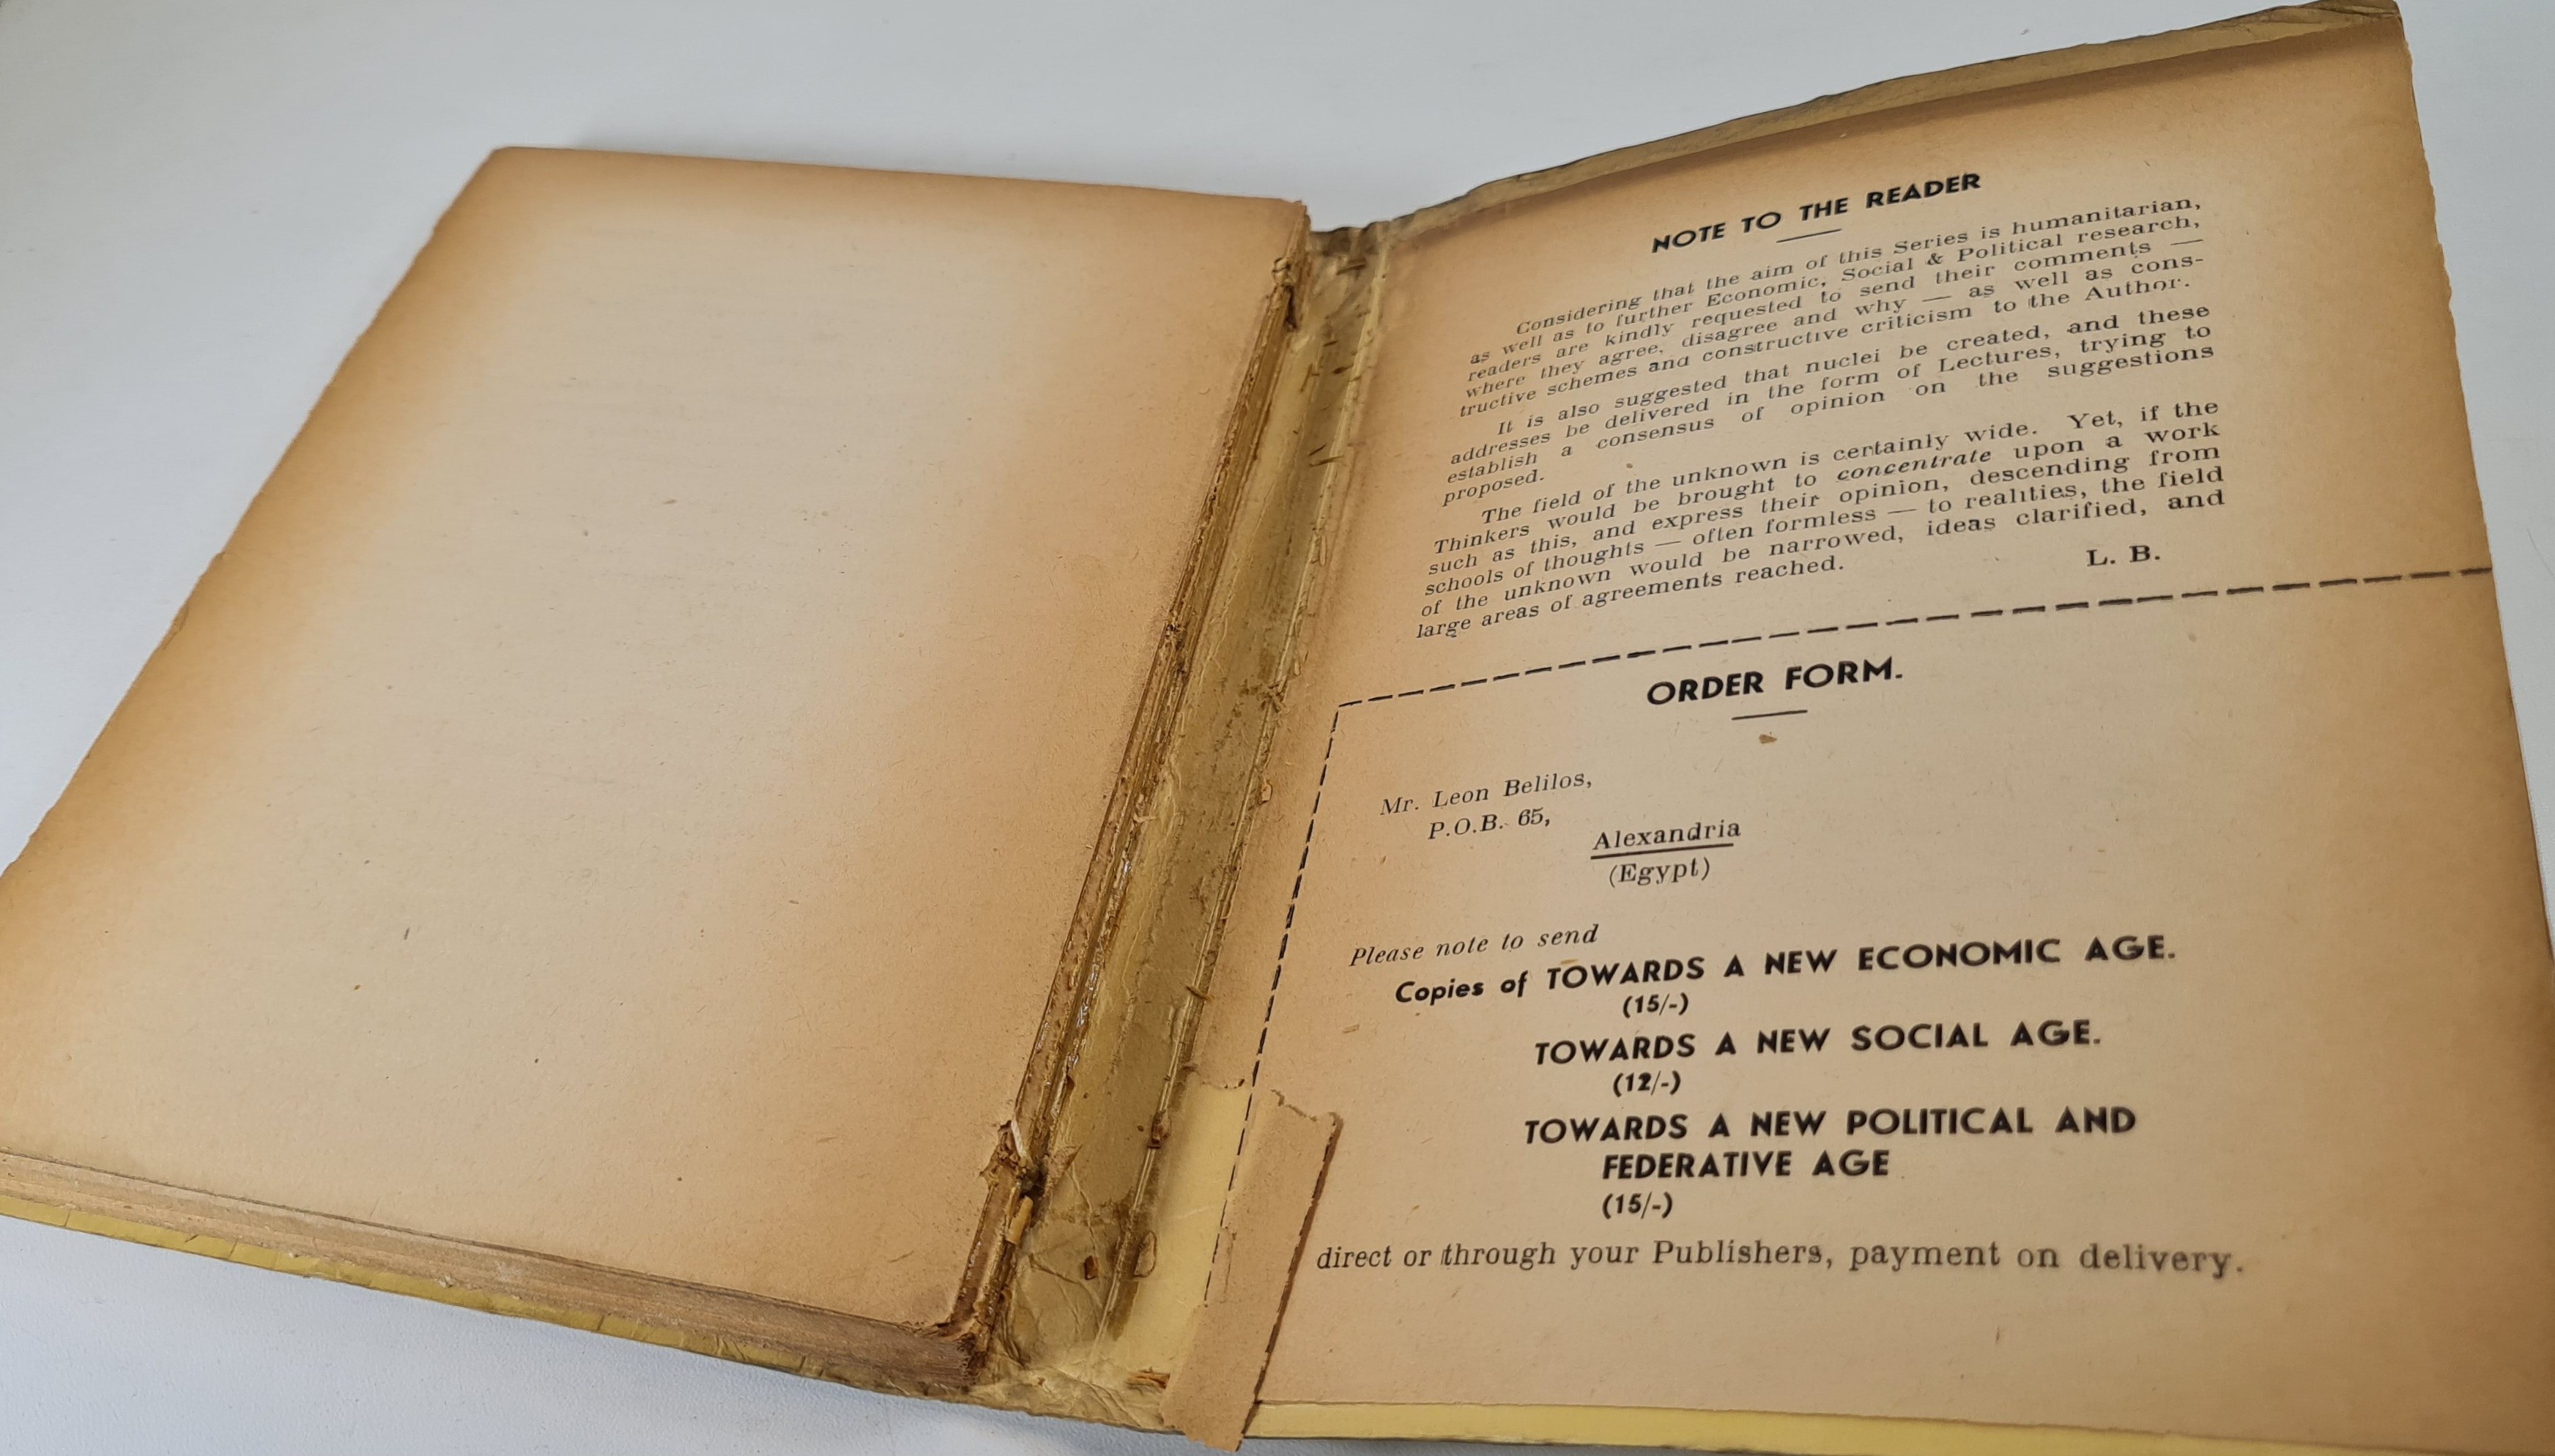 NOTE TO THE READER
Considering that the aim of this Series is humanitarian,
as well as to further Economic, Social & Political research,
readers are kindly requested to send their comments —
where they agree, disagree and why — as well as cons-
tructive schemes and constructive criticism to the Author.
It is also suggested that nuclei be created, and these
addresses be delivered in the form of Lectures, trying to
establish a consensus of opinion on the suggestions
proposed.
The field of the unknown is certainly wide. Yet, if the
Thinkers would be brought to concentrate upon a work
such as this, and express their opinion, descending from
schools of thoughts — often formless — to realities, the field
of the unknown would be narrowed, ideas clarified, and
large areas of agreements reached.
L. B.
ORDER FORM.
Mr. Leon Belilos,
P.O.B. 65,
Alexandria
(Egypt)
Please note to send
Copies of TOWARDS A NEW ECONOMIC AGE.
(15/-)
TOWARDS A NEW SOCIAL AGE.
(12/-)
TOWARDS A NEW POLITICAL AND
FEDERATIVE AGE
(15/-)
direct or through your Publishers, payment on delivery.